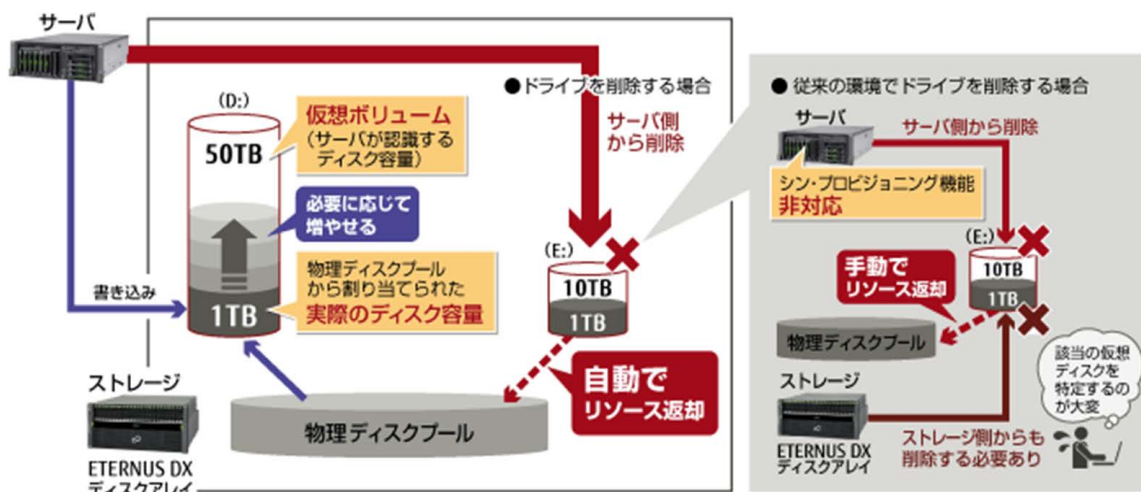 サーバ
(D:)
50TB
仮想ボリューム
(サーバが認識する
ディスク容量)
必要に応じて
増やせる
物理ディスクプール
から割り当てられた
実際のディスク容量
書き込み
1TB
ストレージ
ETERNUS DX
ディスクアレイ
物理ディスクプール
●ドライブを削除する場合
サーバ側
から削除
(E:)
10TB
1TB
自動で
リソース返却
● 従来の環境でドライブを削除する場合
サーバ
サーバ側から削除
シン・プロビジョニング機能
非対応
(E:)
10TB
1TB
手動で
リソース返却
物理ディスクプール
ストレージ
ETERNUS DX
ディスクアレイ
ストレージ側からも
削除する必要あり
該当の仮想
ディスクを
特定するの
が大変